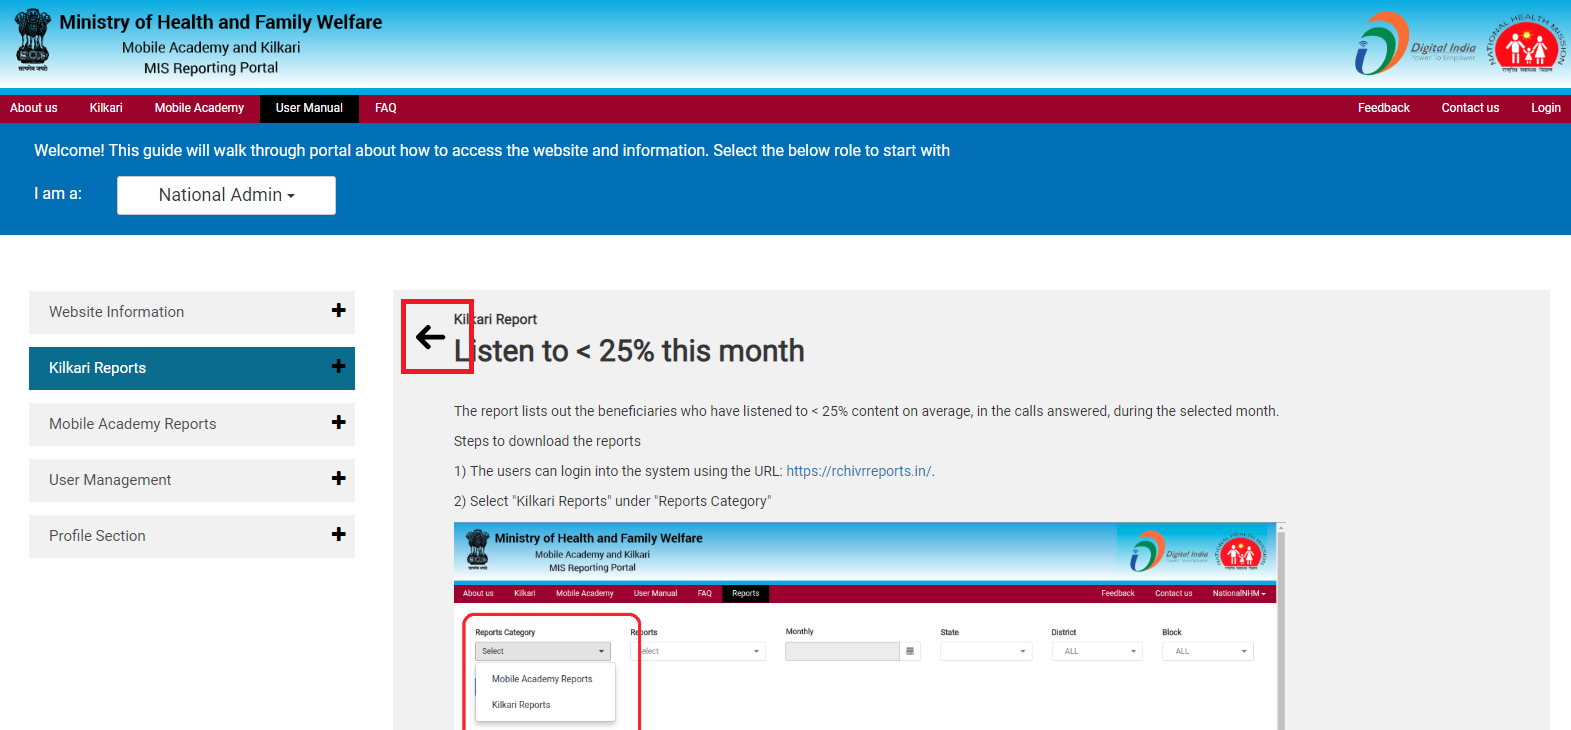 Ministry of Health and Family Welfare
Mobile Academy and Kilkari
MIS Reporting Portal
सत्यमेव जयते
Digital India
Power To Empower
NATIONAL HEALTH MISSION
राष्ट्रीय स्वास्थ्य मिशन
About us Kilkari Mobile Academy User Manual FAQ Feedback Contact us Login
Welcome! This guide will walk through portal about how to access the website and information. Select the below role to start with
I am a: National Admin
Website Information
Kilkari Reports
Mobile Academy Reports
User Management
Profile Section
Kilkari Report
Listen to < 25% this month
The report lists out the beneficiaries who have listened to < 25% content on average, in the calls answered, during the selected month.
Steps to download the reports
1) The users can login into the system using the URL: https://rchivrreports.in/.
2) Select "Kilkari Reports" under "Reports Category"
Ministry of Health and Family Welfare
Mobile Academy and Kilkari
MIS Reporting Portal
Digital India
About us Kilkari Mobile Academy User Manual FAQ Reports Feedback Contact us NationalNHM
Reports Category Reports Monthly State District Block
Select Select ALL ALL
Mobile Academy Reports
Kilkari Reports